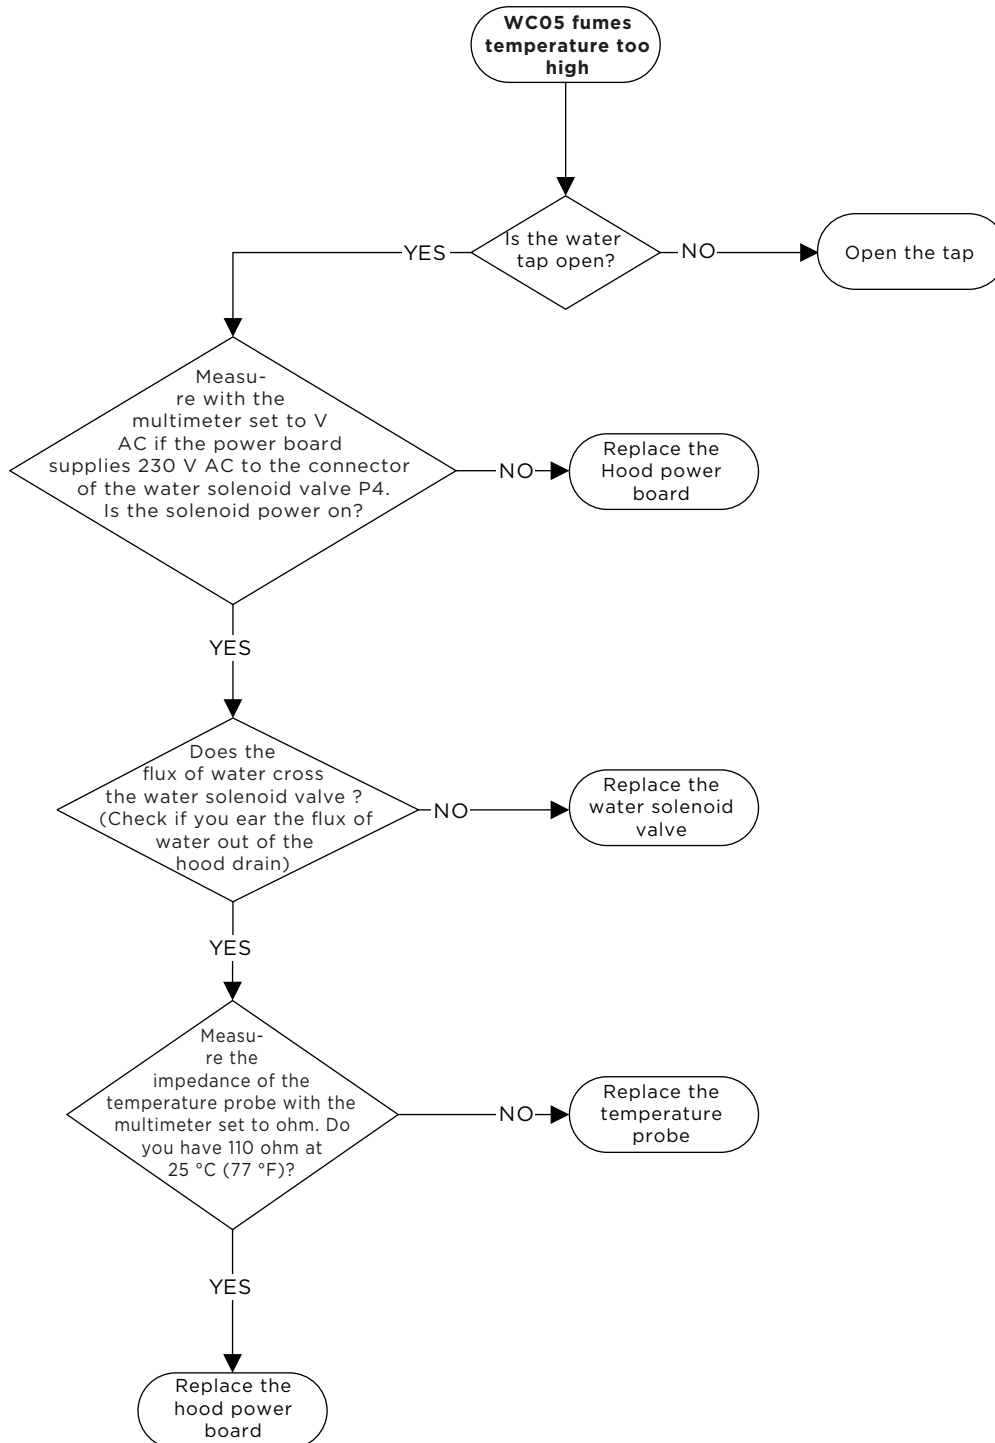 WC05 fumes
temperature too
high
Is the water
tap open?
YES
NO
Open the tap
Measu-
re with the
multimeter set to V
AC if the power board
supplies 230 V AC to the connector
of the water solenoid valve P4.
Is the solenoid power on?
NO
Replace the
Hood power
board
YES
Does the
flux of water cross
the water solenoid valve ?
(Check if you ear the flux of
water out of the
hood drain)
NO
Replace the
water solenoid
valve
YES
Measu-
re the
impedance of the
temperature probe with the
multimeter set to ohm. Do
you have 110 ohm at
25 °C (77 °F)?
NO
Replace the
temperature
probe
YES
Replace the
hood power
board